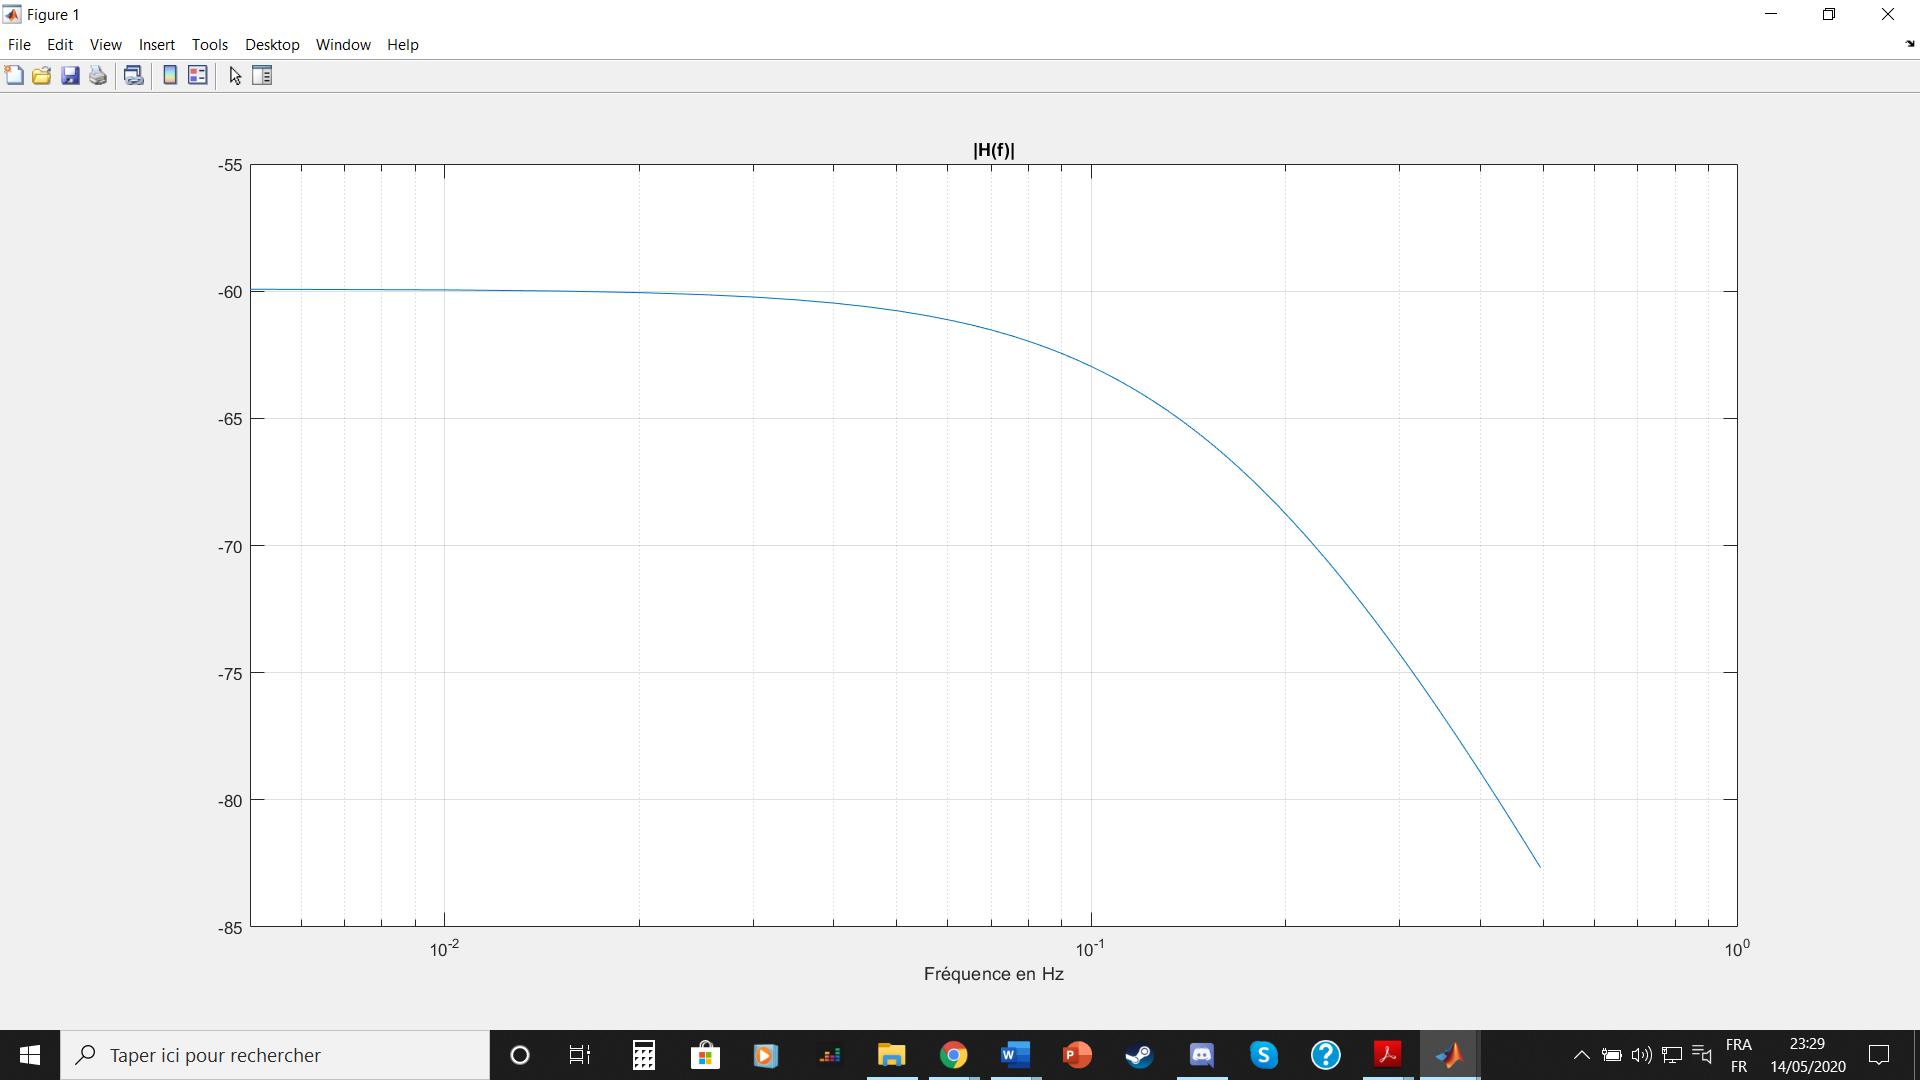 Figure 1
File Edit View Insert Tools Desktop Window Help
|H(f)|
-55
-60
-65
-70
-75
-80
-85
10-2 10-1 100
Fréquence en Hz
Taper ici pour rechercher
FRA
FR
23:29
14/05/2020